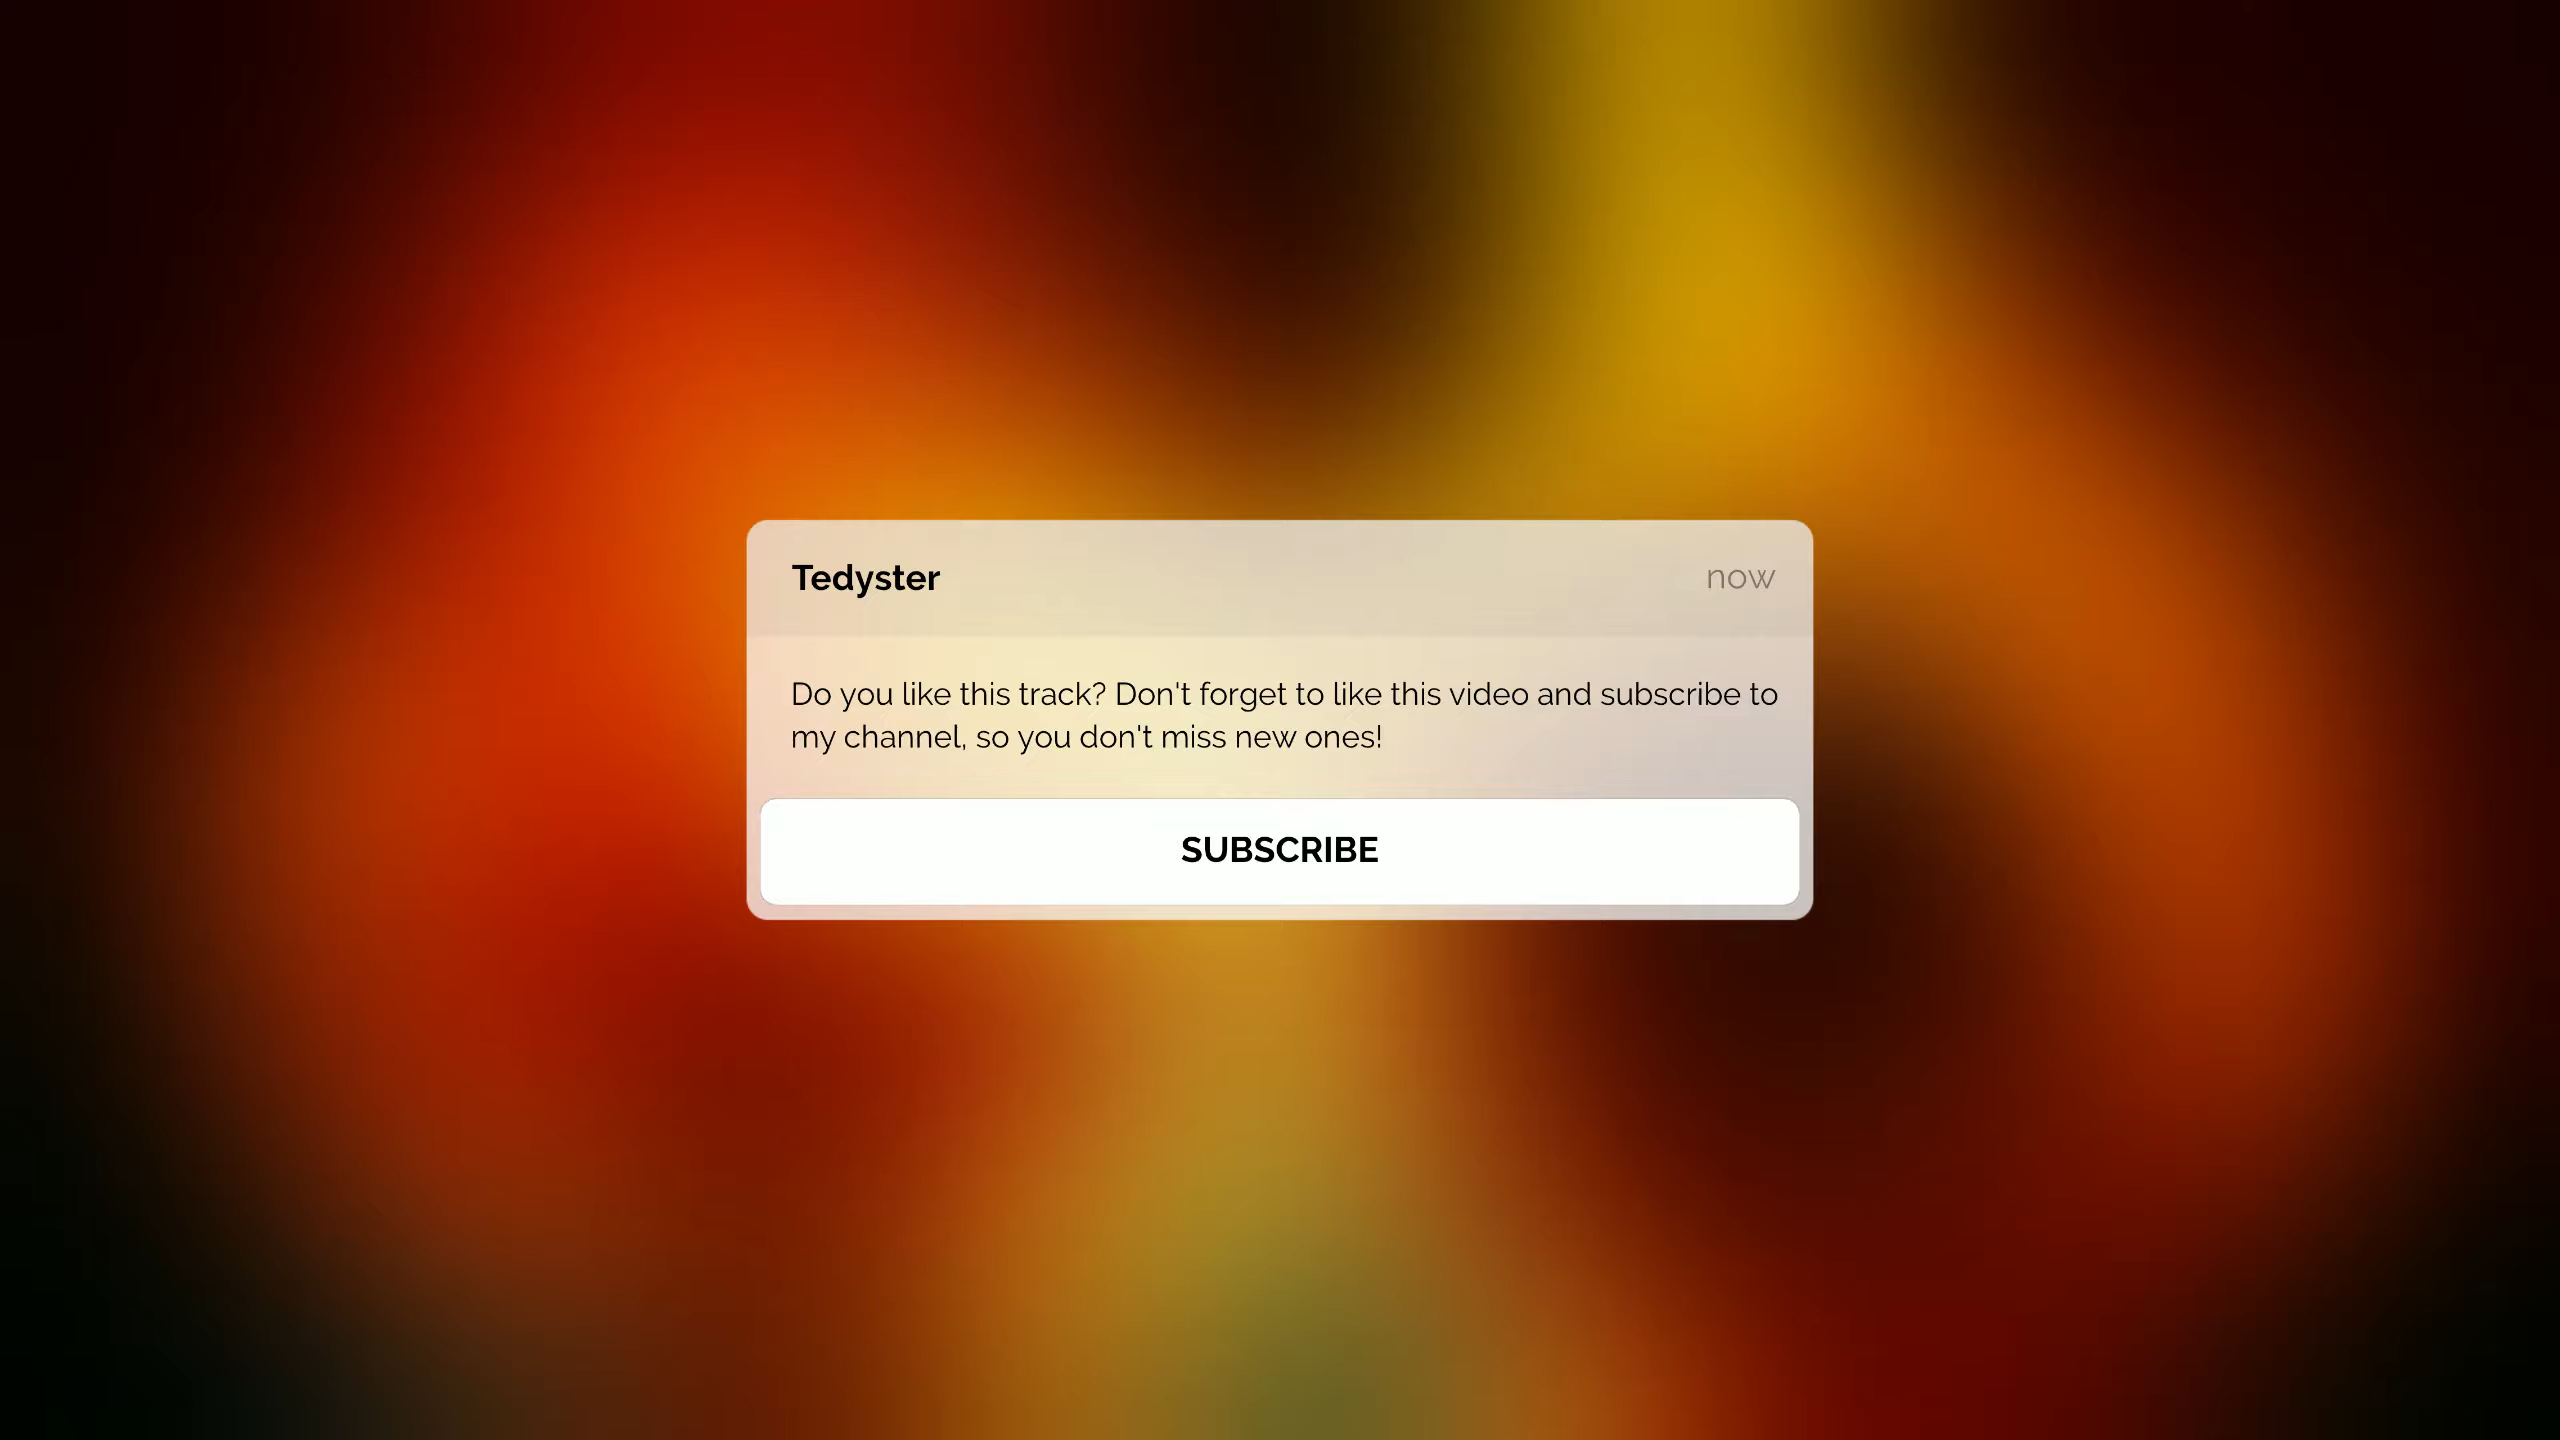 Tedyster
now
Do you like this track? Don't forget to like this video and subscribe to
my channel, so you don't miss new ones!
SUBSCRIBE